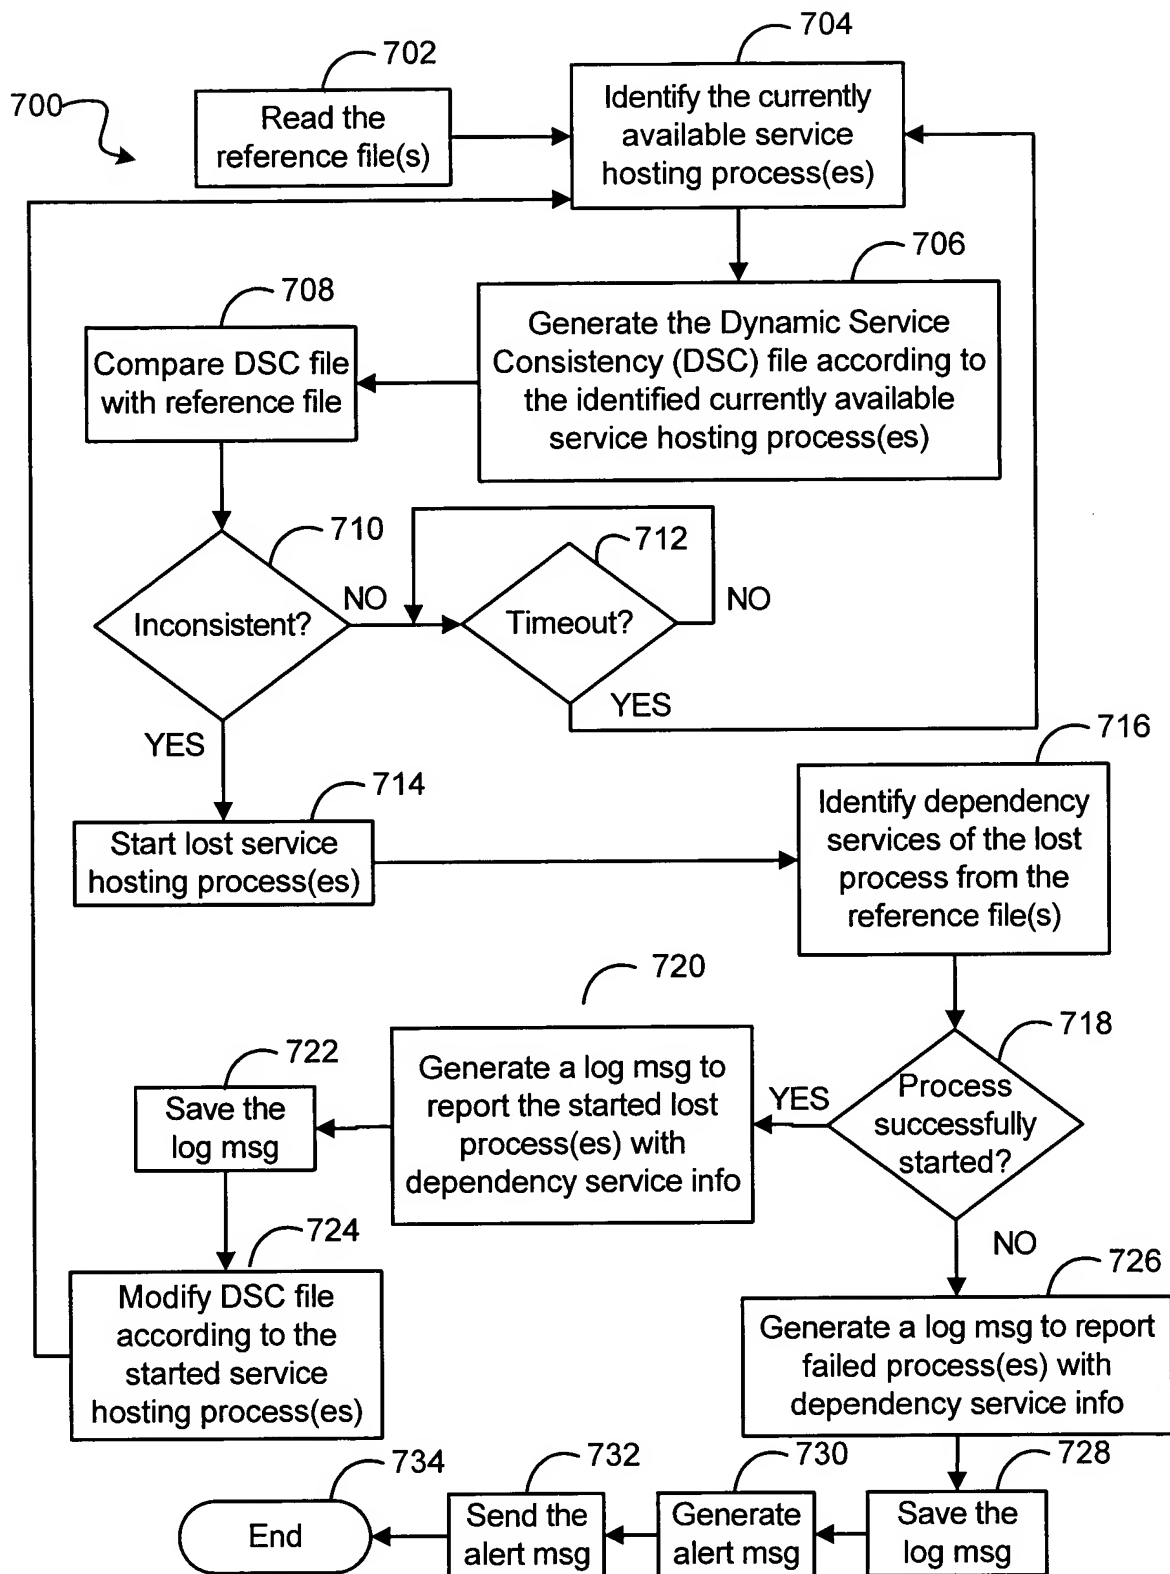 700
702
Read the
reference file(s)
704
Identify the currently
available service
hosting process(es)
706
Generate the Dynamic Service
Consistency (DSC) file according to
the identified currently available
service hosting process(es)
708
Compare DSC file
with reference file
710
Inconsistent?
NO
YES
712
Timeout?
NO
YES
714
Start lost service
hosting process(es)
716
Identify dependency
services of the lost
process from the
reference file(s)
718
Process
successfully
started?
YES
NO
720
Generate a log msg to
report the started lost
process(es) with
dependency service info
722
Save the
log msg
724
Modify DSC file
according to the
started service
hosting process(es)
726
Generate a log msg to report
failed process(es) with
dependency service info
728
Save the
log msg
730
Generate
alert msg
732
Send the
alert msg
734
End